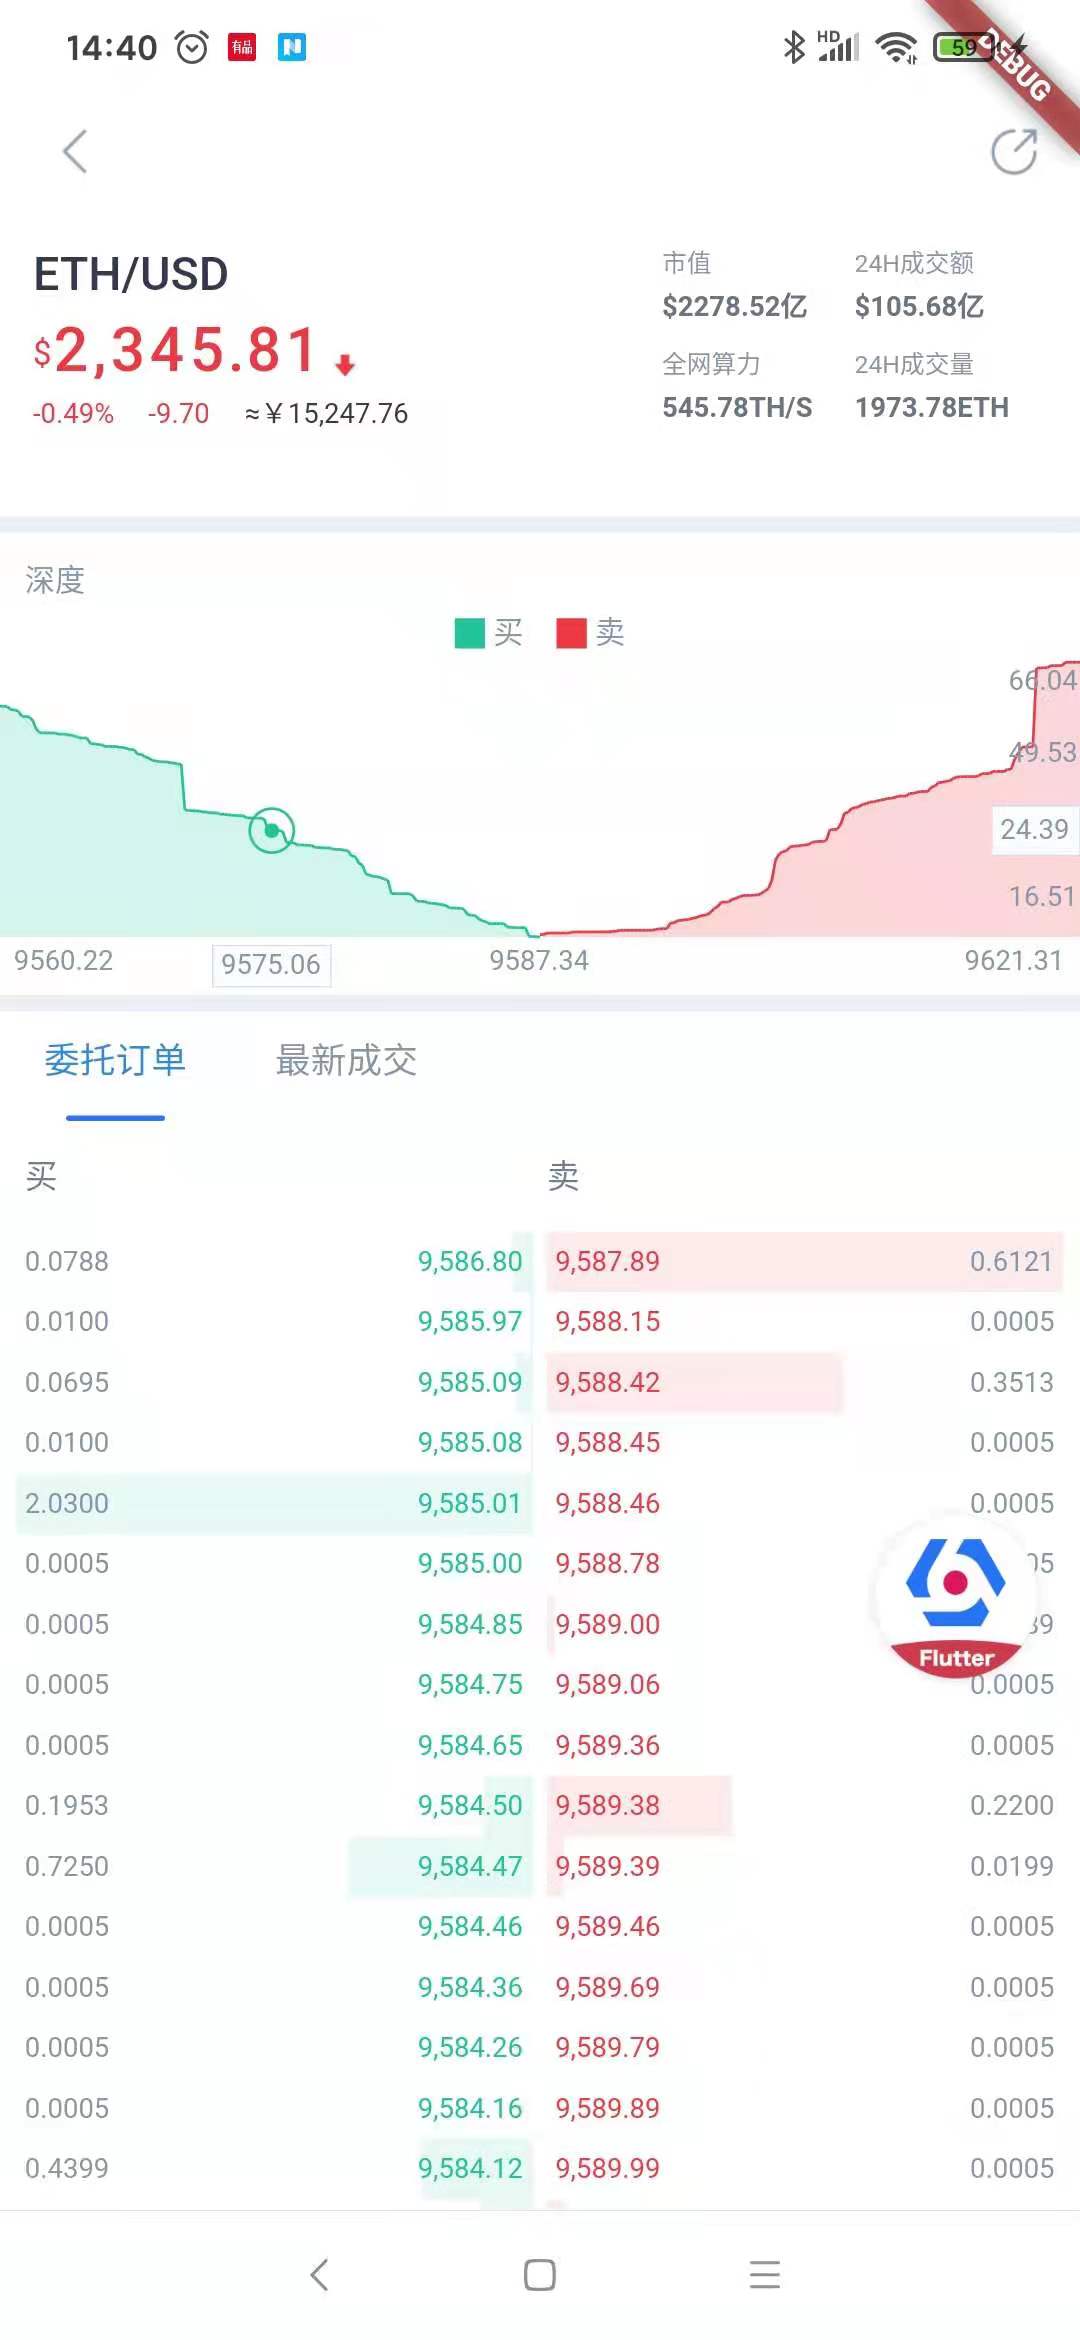 14:40
有品
HD
59
DEBUG
ETH/USD
$2,345.81
-0.49% -9.70 ≈￥15,247.76
市值 24H成交额
$2278.52亿 $105.68亿
全网算力 24H成交量
545.78TH/S 1973.78ETH
深度
买 卖
66.04
49.53
24.39
16.51
9560.22 9575.06 9587.34 9621.31
委托订单 最新成交
买 卖
0.0788 9,586.80 9,587.89 0.6121
0.0100 9,585.97 9,588.15 0.0005
0.0695 9,585.09 9,588.42 0.3513
0.0100 9,585.08 9,588.45 0.0005
2.0300 9,585.01 9,588.46 0.0005
0.0005 9,585.00 9,588.78
0.0005 9,584.85 9,589.00
Flutter
0.0005 9,584.75 9,589.06 0.0005
0.0005 9,584.65 9,589.36 0.0005
0.1953 9,584.50 9,589.38 0.2200
0.7250 9,584.47 9,589.39 0.0199
0.0005 9,584.46 9,589.46 0.0005
0.0005 9,584.36 9,589.69 0.0005
0.0005 9,584.26 9,589.79 0.0005
0.0005 9,584.16 9,589.89 0.0005
0.4399 9,584.12 9,589.99 0.0005